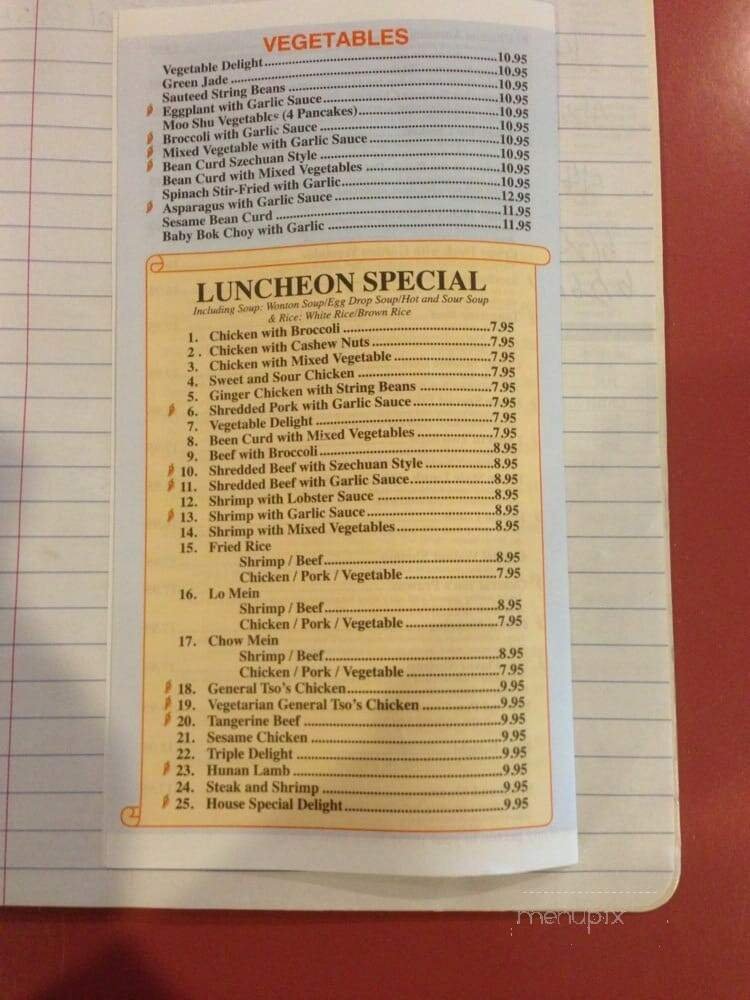 VEGETABLES
Vegetable Delight 10.95
Green Jade 10.95
Sauteed String Beans 10.95
Eggplant with Garlic Sauce 10.95
Moo Shu Vegetables (4 Pancakes) 10.95
Broccoli with Garlic Sauce 10.95
Mixed Vegetable with Garlic Sauce 10.95
Bean Curd Szechuan Style 10.95
Bean Curd with Mixed Vegetables 10.95
Spinach Stir-Fried with Garlic 10.95
Asparagus with Garlic Sauce 12.95
Sesame Bean Curd 11.95
Baby Bok Choy with Garlic 11.95
LUNCHEON SPECIAL
Including Soup: Wonton Soup/Egg Drop Soup/Hot and Sour Soup
& Rice: White Rice/Brown Rice
1. Chicken with Broccoli 7.95
2. Chicken with Cashew Nuts 7.95
3. Chicken with Mixed Vegetable 7.95
4. Sweet and Sour Chicken 7.95
5. Ginger Chicken with String Beans 7.95
6. Shredded Pork with Garlic Sauce 7.95
7. Vegetable Delight 7.95
8. Been Curd with Mixed Vegetables 7.95
9. Beef with Broccoli 8.95
10. Shredded Beef with Szechuan Style 8.95
11. Shredded Beef with Garlic Sauce 8.95
12. Shrimp with Lobster Sauce 8.95
13. Shrimp with Garlic Sauce 8.95
14. Shrimp with Mixed Vegetables 8.95
15. Fried Rice
Shrimp / Beef 8.95
Chicken / Pork / Vegetable 7.95
16. Lo Mein
Shrimp / Beef 8.95
Chicken / Pork / Vegetable 7.95
17. Chow Mein
Shrimp / Beef 8.95
Chicken / Pork / Vegetable 7.95
18. General Tso's Chicken 9.95
19. Vegetarian General Tso's Chicken 9.95
20. Tangerine Beef 9.95
21. Sesame Chicken 9.95
22. Triple Delight 9.95
23. Hunan Lamb 9.95
24. Steak and Shrimp 9.95
25. House Special Delight 9.95
menupix